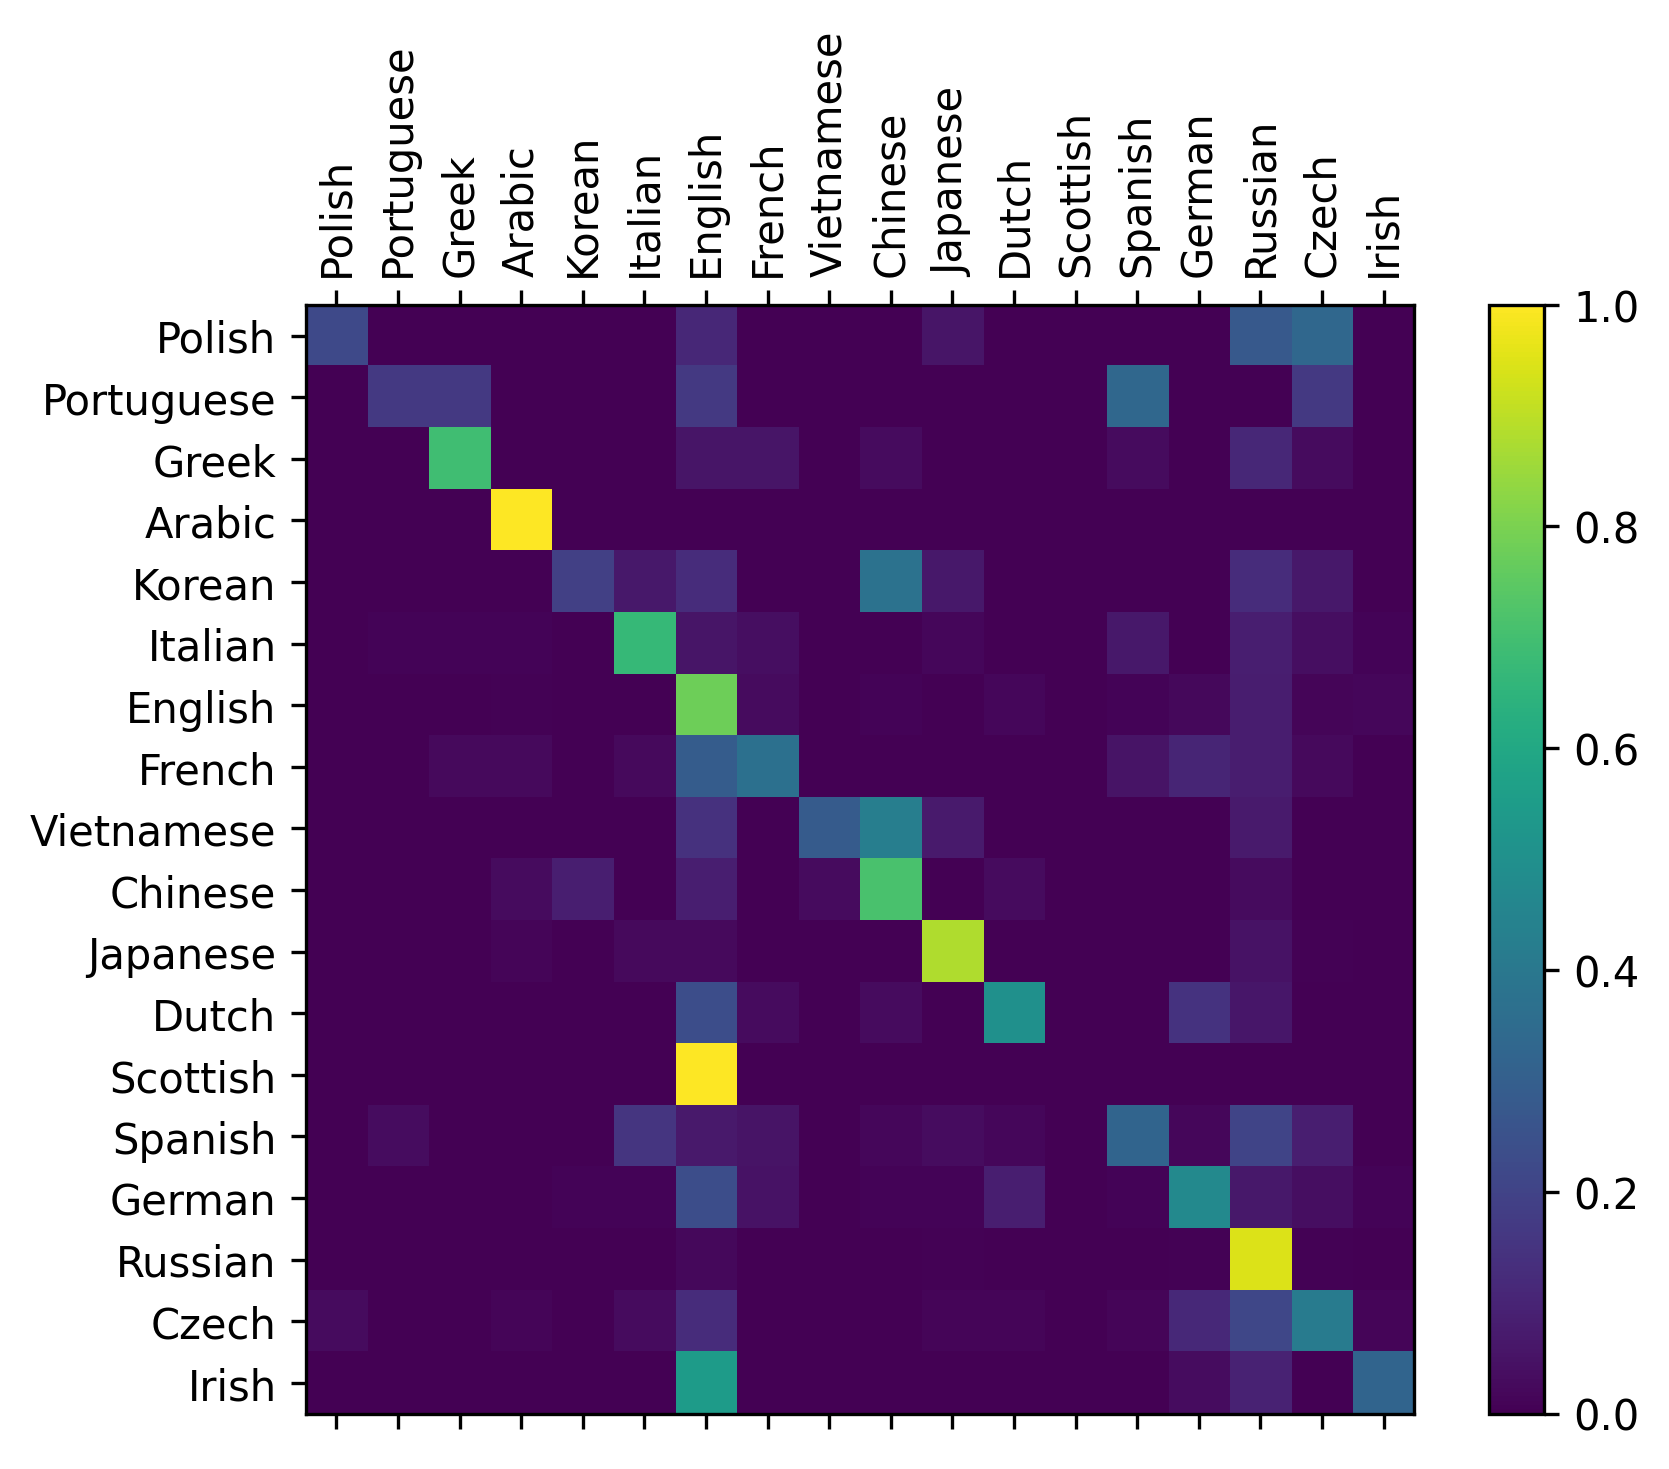 Polish
Portuguese
Greek
Arabic
Korean
Italian
English
French
Vietnamese
Chinese
Japanese
Dutch
Scottish
Spanish
German
Russian
Czech
Irish
Polish
Portuguese
Greek
Arabic
Korean
Italian
English
French
Vietnamese
Chinese
Japanese
Dutch
Scottish
Spanish
German
Russian
Czech
Irish
1.0
0.8
0.6
0.4
0.2
0.0